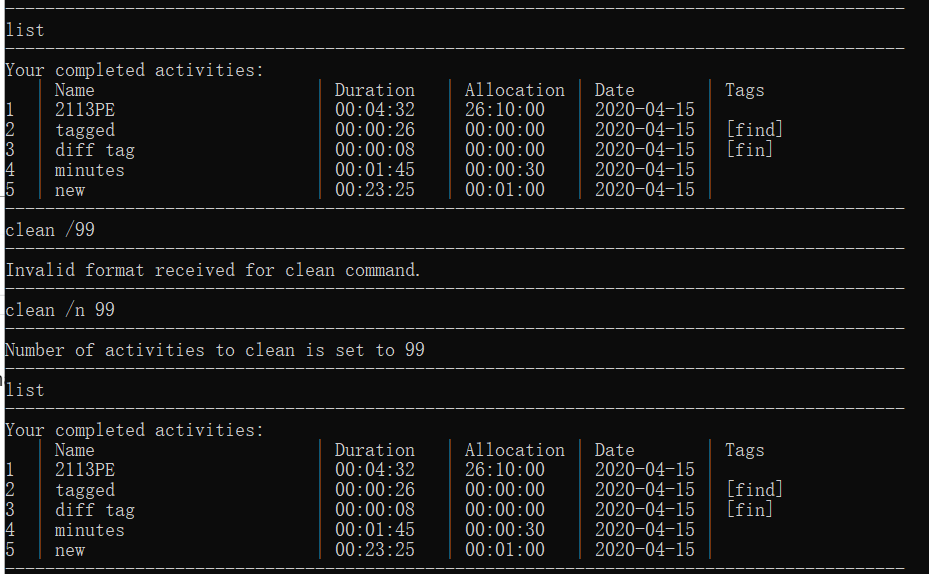 list
Your completed activities:
Name Duration Allocation Date Tags
1 2113PE 00:04:32 26:10:00 2020-04-15
2 tagged 00:00:26 00:00:00 2020-04-15 [find]
3 diff tag 00:00:08 00:00:00 2020-04-15 [fin]
4 minutes 00:01:45 00:00:30 2020-04-15
5 new 00:23:25 00:01:00 2020-04-15
clean /99
Invalid format received for clean command.
clean /n 99
Number of activities to clean is set to 99
list
Your completed activities:
Name Duration Allocation Date Tags
1 2113PE 00:04:32 26:10:00 2020-04-15
2 tagged 00:00:26 00:00:00 2020-04-15 [find]
3 diff tag 00:00:08 00:00:00 2020-04-15 [fin]
4 minutes 00:01:45 00:00:30 2020-04-15
5 new 00:23:25 00:01:00 2020-04-15